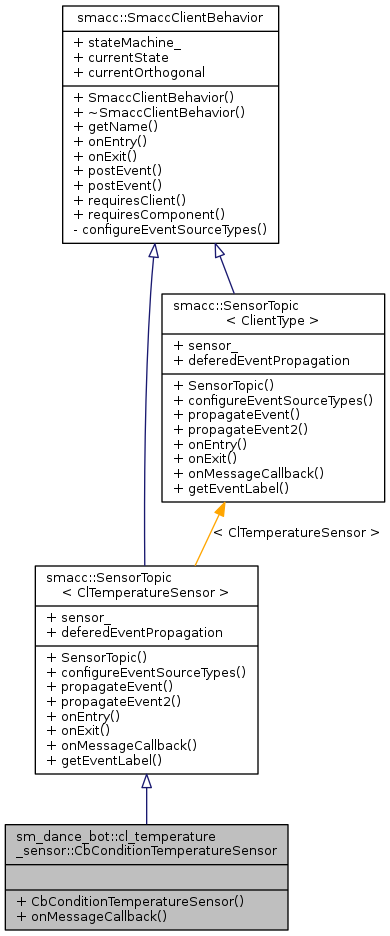 smacc::SmaccClientBehavior
+ stateMachine_
+ currentState
+ currentOrthogonal
+ SmaccClientBehavior()
+ ~SmaccClientBehavior()
+ getName()
+ onEntry()
+ onExit()
+ postEvent()
+ postEvent()
+ requiresClient()
+ requiresComponent()
- configureEventSourceTypes()
smacc::SensorTopic
< ClientType >
+ sensor_
+ deferedEventPropagation
+ SensorTopic()
+ configureEventSourceTypes()
+ propagateEvent()
+ propagateEvent2()
+ onEntry()
+ onExit()
+ onMessageCallback()
+ getEventLabel()
< ClTemperatureSensor >
smacc::SensorTopic
< ClTemperatureSensor >
+ sensor_
+ deferedEventPropagation
+ SensorTopic()
+ configureEventSourceTypes()
+ propagateEvent()
+ propagateEvent2()
+ onEntry()
+ onExit()
+ onMessageCallback()
+ getEventLabel()
sm_dance_bot::cl_temperature
_sensor::CbConditionTemperatureSensor
+ CbConditionTemperatureSensor()
+ onMessageCallback()